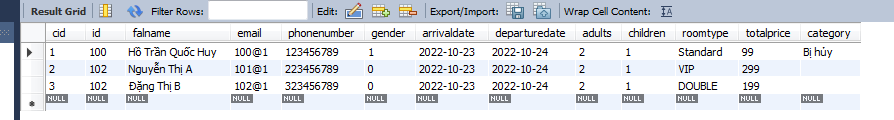 Result Grid Filter Rows: Edit: Export/Import: Wrap Cell Content:
cid id falname email phonenumber gender arrivaldate departuredate adults children roomtype totalprice category
1 100 Hồ Trần Quốc Huy 100@1 123456789 1 2022-10-23 2022-10-24 2 1 Standard 99 Bị hủy
2 102 Nguyễn Thị A 101@1 223456789 0 2022-10-23 2022-10-24 2 1 VIP 299
3 102 Đặng Thị B 102@1 323456789 0 2022-10-23 2022-10-24 2 1 DOUBLE 199
NULL NULL NULL NULL NULL NULL NULL NULL NULL NULL NULL NULL NULL